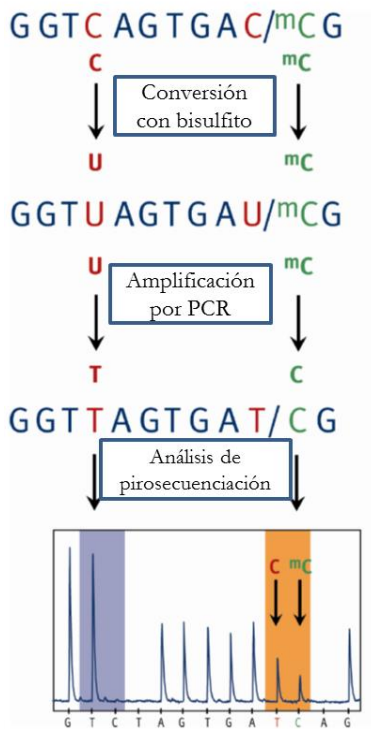 GGTCAGTGAC/mCG
C mC
Conversión
con bisulfito
U mC
GGTUAGTGAU/mCG
U mC
Amplificación
por PCR
T C
GGTTAGTGAT/CG
Análisis de
pirosecuenciación
C mC
G T C T A G T G A T C A G